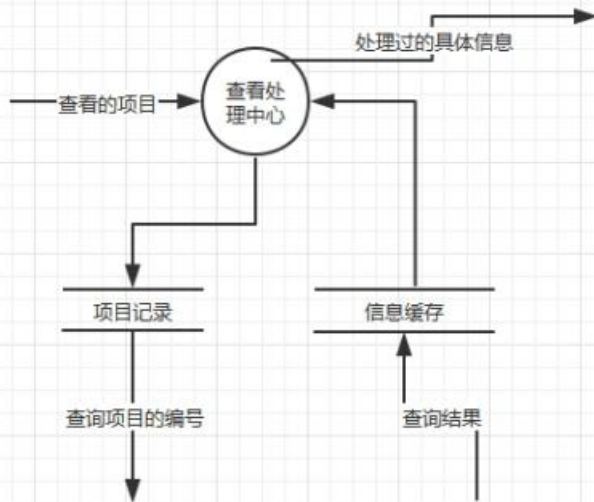 处理过的具体信息
查看的项目
查看处
理中心
项目记录
信息缓存
查询项目的编号
查询结果